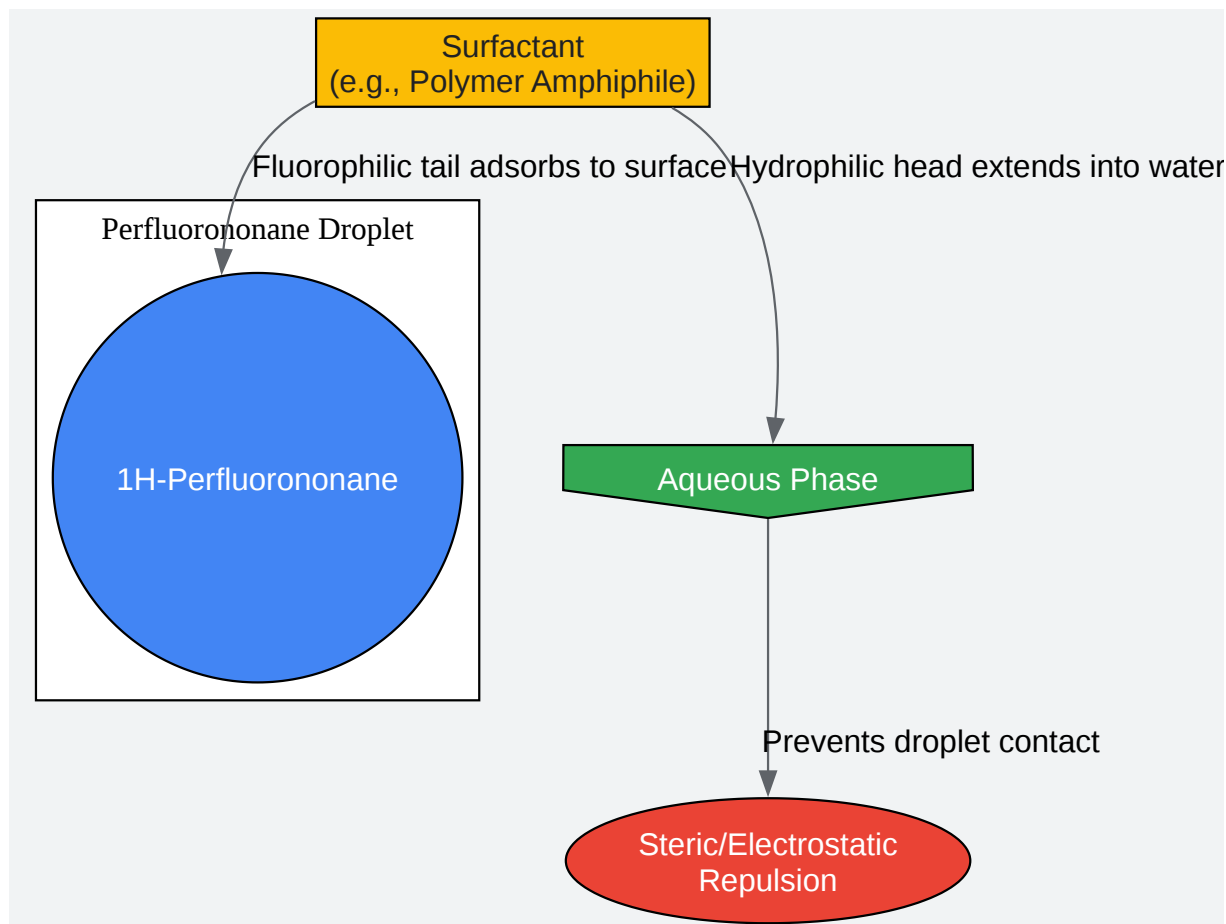 Surfactant
(e.g., Polymer Amphiphile)
Fluorophilic tail adsorbs to surface
Hydrophilic head extends into water
Perfluorononane Droplet
1H-Perfluorononane
Aqueous Phase
Prevents droplet contact
Steric/Electrostatic
Repulsion